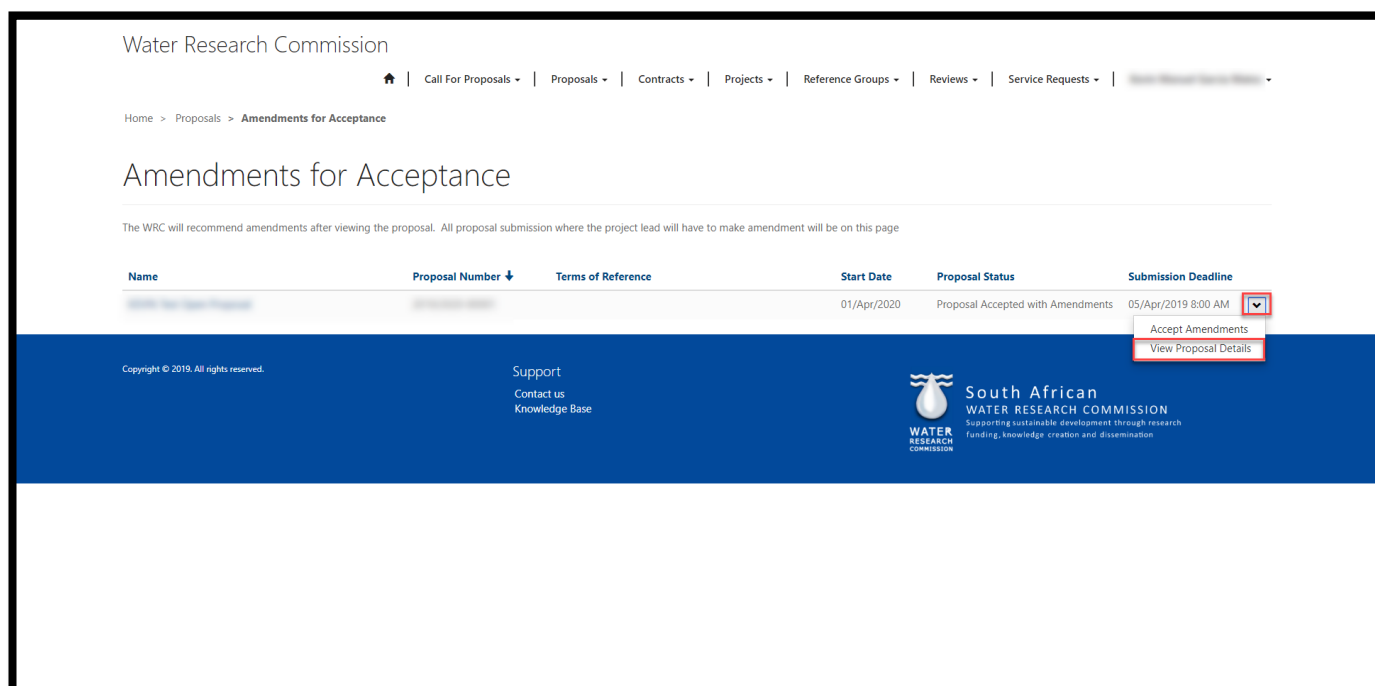 Water Research Commission
Call For Proposals
Proposals
Contracts
Projects
Reference Groups
Reviews
Service Requests
Home > Proposals > Amendments for Acceptance
Amendments for Acceptance
The WRC will recommend amendments after viewing the proposal. All proposal submission where the project lead will have to make amendment will be on this page
Name Proposal Number Terms of Reference Start Date Proposal Status Submission Deadline
01/Apr/2020 Proposal Accepted with Amendments 05/Apr/2019 8:00 AM
Accept Amendments
View Proposal Details
Copyright © 2019. All rights reserved.
Support
Contact us
Knowledge Base
WATER
RESEARCH
COMMISSION
South African
WATER RESEARCH COMMISSION
Supporting sustainable development through research
funding, knowledge creation and dissemination